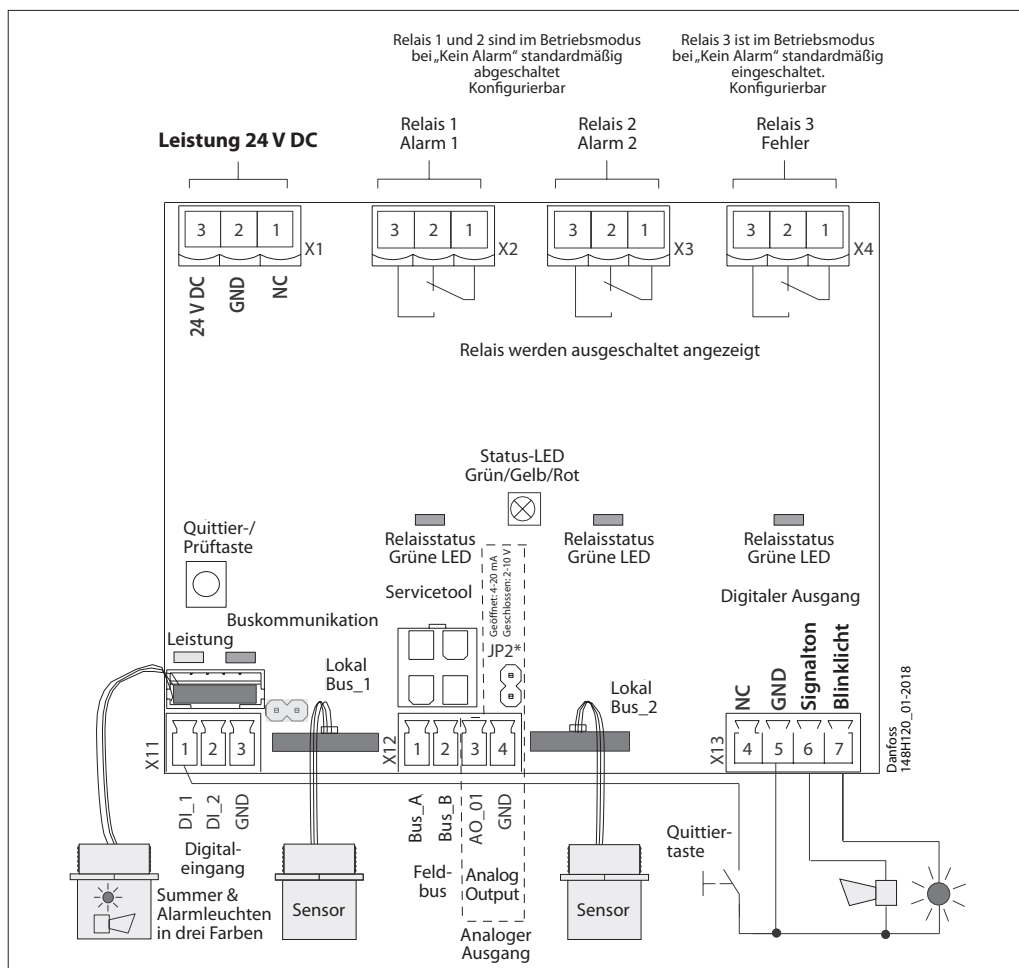 Relais 1 und 2 sind im Betriebsmodus
bei „Kein Alarm“ standardmäßig
abgeschaltet
Konfigurierbar
Relais 3 ist im Betriebsmodus
bei „Kein Alarm“ standardmäßig
eingeschaltet.
Konfigurierbar
Leistung 24 V DC
Relais 1
Alarm 1
Relais 2
Alarm 2
Relais 3
Fehler
3 2 1
X1
3 2 1
X2
3 2 1
X3
3 2 1
X4
24 V DC
GND
NC
Relais werden ausgeschaltet angezeigt
Status-LED
Grün/Gelb/Rot
Quittier-/
Prüftaste
Relaisstatus
Grüne LED
Relaisstatus
Grüne LED
Relaisstatus
Grüne LED
Geöffnet: 4-20 mA
Geschlossen: 2-10 V
Servicetool
JP2*
Digitaler Ausgang
Buskommunikation
Leistung
Lokal
Bus_1
Lokal
Bus_2
NC
GND
Signalton
Blinklicht
Danfoss
148H120_01-2018
X11
1 2 3
X12
1 2 3 4
X13
4 5 6 7
DI_1
DI_2
GND
Bus_A
Bus_B
AO_01
GND
Digital-
eingang
Feld-
bus
Analog
Output
Analoger
Ausgang
Quittier-
taste
Summer &
Alarmleuchten
in drei Farben
Sensor
Sensor